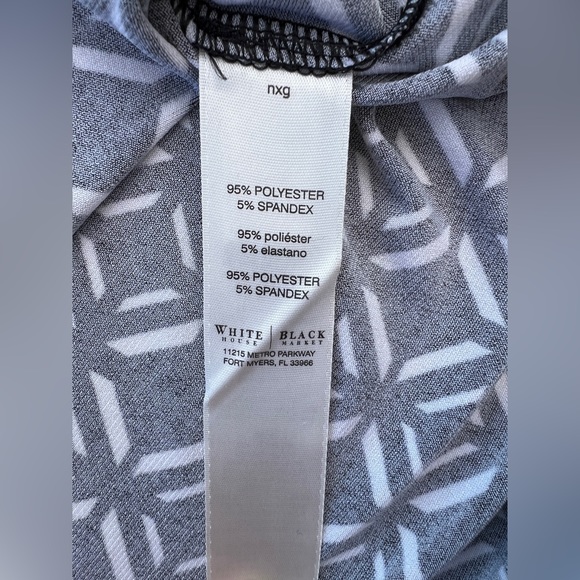 nxg
95% POLYESTER
5% SPANDEX
95% poliéster
5% elastano
95% POLYESTER
5% SPANDEX
WHITE | BLACK
HOUSE | MARKET
11215 METRO PARKWAY
FORT MYERS, FL 33966